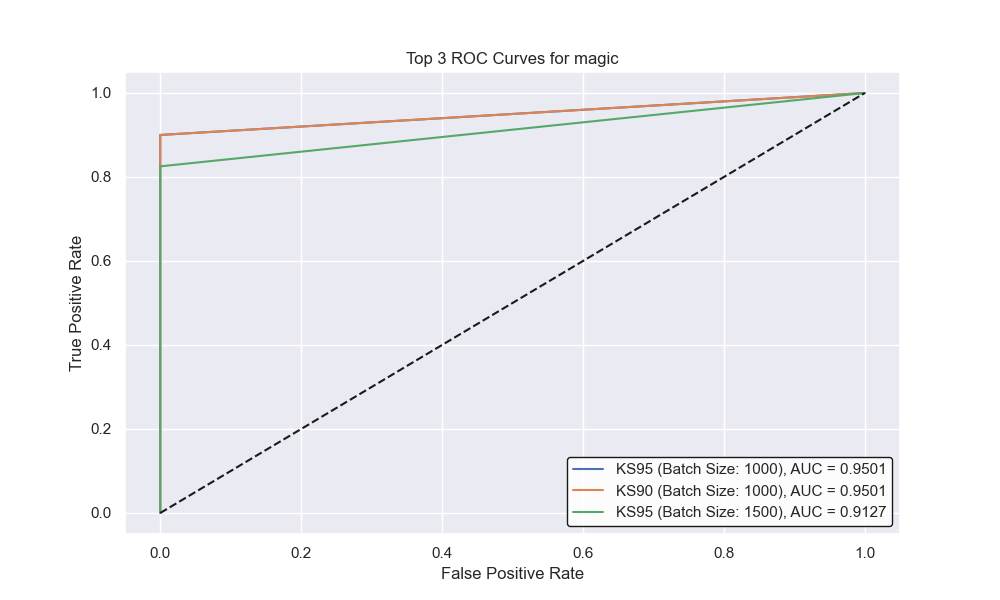 Top 3 ROC Curves for magic
True Positive Rate
1.0
0.8
0.6
0.4
0.2
0.0
KS95 (Batch Size: 1000), AUC = 0.9501
KS90 (Batch Size: 1000), AUC = 0.9501
KS95 (Batch Size: 1500), AUC = 0.9127
0.0 0.2 0.4 0.6 0.8 1.0
False Positive Rate